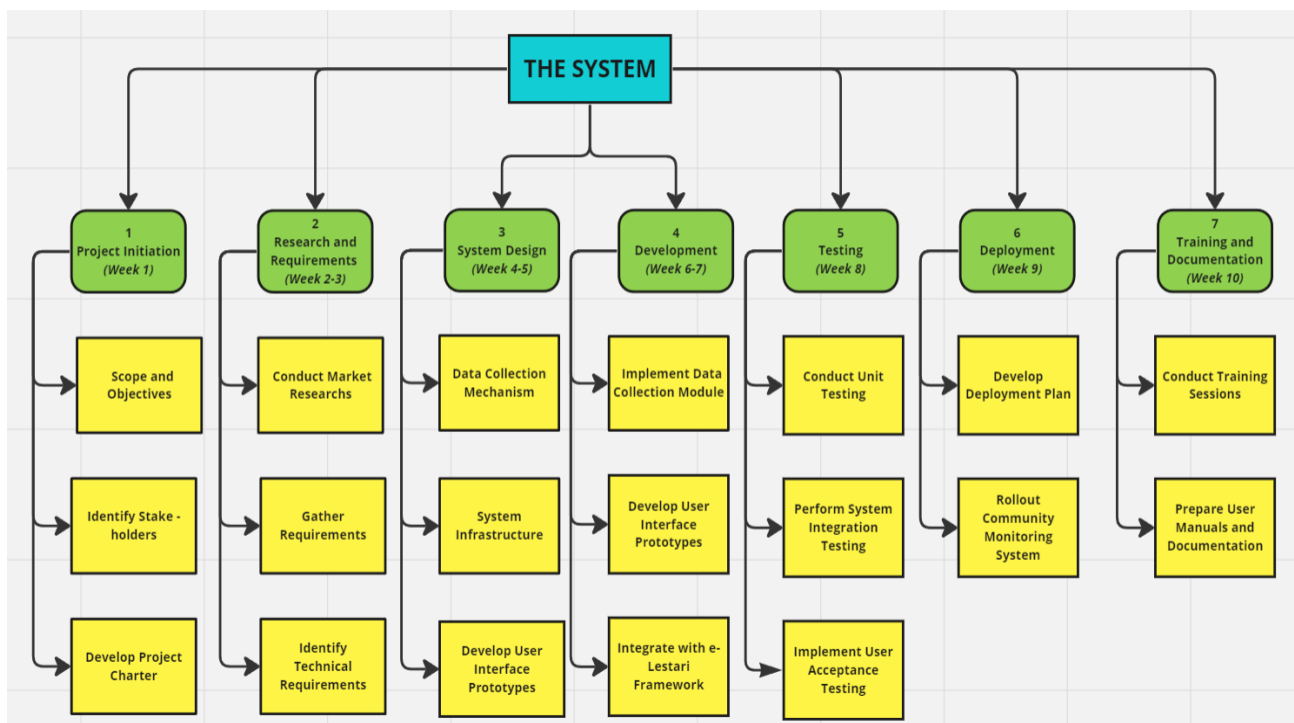 THE SYSTEM
1
Project Initiation
(Week 1)
2
Research and
Requirements
(Week 2-3)
3
System Design
(Week 4-5)
4
Development
(Week 6-7)
5
Testing
(Week 8)
6
Deployment
(Week 9)
7
Training and
Documentation
(Week 10)
Scope and
Objectives
Identify Stake -
holders
Develop Project
Charter
Conduct Market
Researchs
Gather
Requirements
Identify
Technical
Requirements
Data Collection
Mechanism
System
Infrastructure
Develop User
Interface
Prototypes
Implement Data
Collection Module
Develop User
Interface
Prototypes
Integrate with e-
Lestari
Framework
Conduct Unit
Testing
Perform System
Integration
Testing
Implement User
Acceptance
Testing
Develop
Deployment Plan
Rollout
Community
Monitoring
System
Conduct Training
Sessions
Prepare User
Manuals and
Documentation